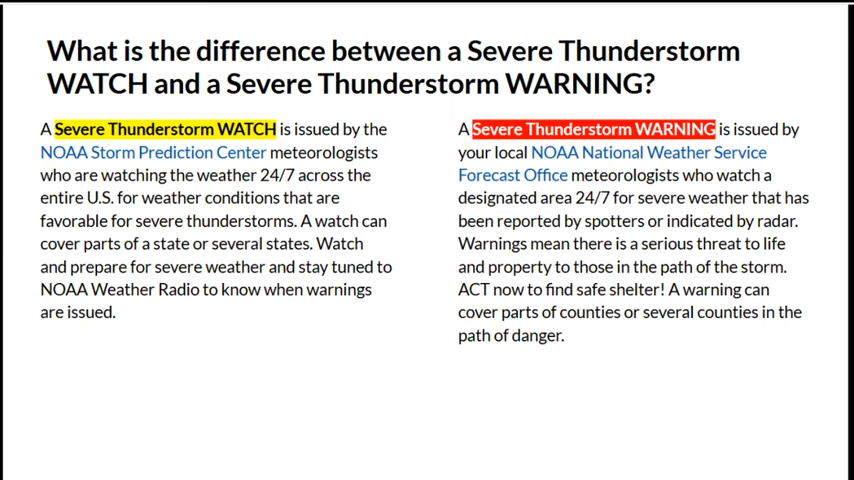 What is the difference between a Severe Thunderstorm
WATCH and a Severe Thunderstorm WARNING?
A Severe Thunderstorm WATCH is issued by the
NOAA Storm Prediction Center meteorologists
who are watching the weather 24/7 across the
entire U.S. for weather conditions that are
favorable for severe thunderstorms. A watch can
cover parts of a state or several states. Watch
and prepare for severe weather and stay tuned to
NOAA Weather Radio to know when warnings
are issued.
A Severe Thunderstorm WARNING is issued by
your local NOAA National Weather Service
Forecast Office meteorologists who watch a
designated area 24/7 for severe weather that has
been reported by spotters or indicated by radar.
Warnings mean there is a serious threat to life
and property to those in the path of the storm.
ACT now to find safe shelter! A warning can
cover parts of counties or several counties in the
path of danger.